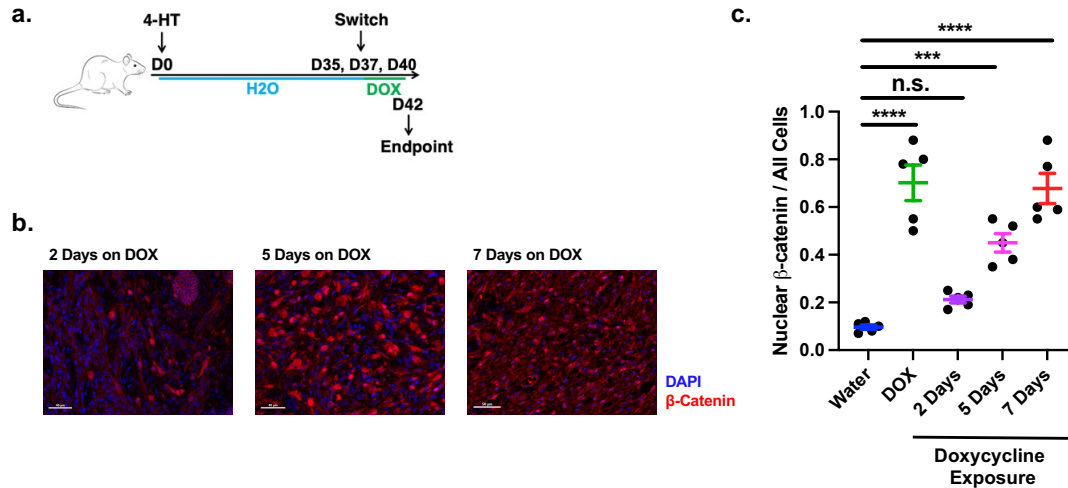 a.
4-HT
Switch
D0
D35, D37, D40
H2O
DOX
D42
Endpoint
b.
2 Days on DOX
5 Days on DOX
7 Days on DOX
DAPI
β-Catenin
c.
****
***
n.s.
****
Nuclear β-catenin / All Cells
1.0
0.8
0.6
0.4
0.2
0.0
Water
DOX
2 Days
5 Days
7 Days
Doxycycline
Exposure